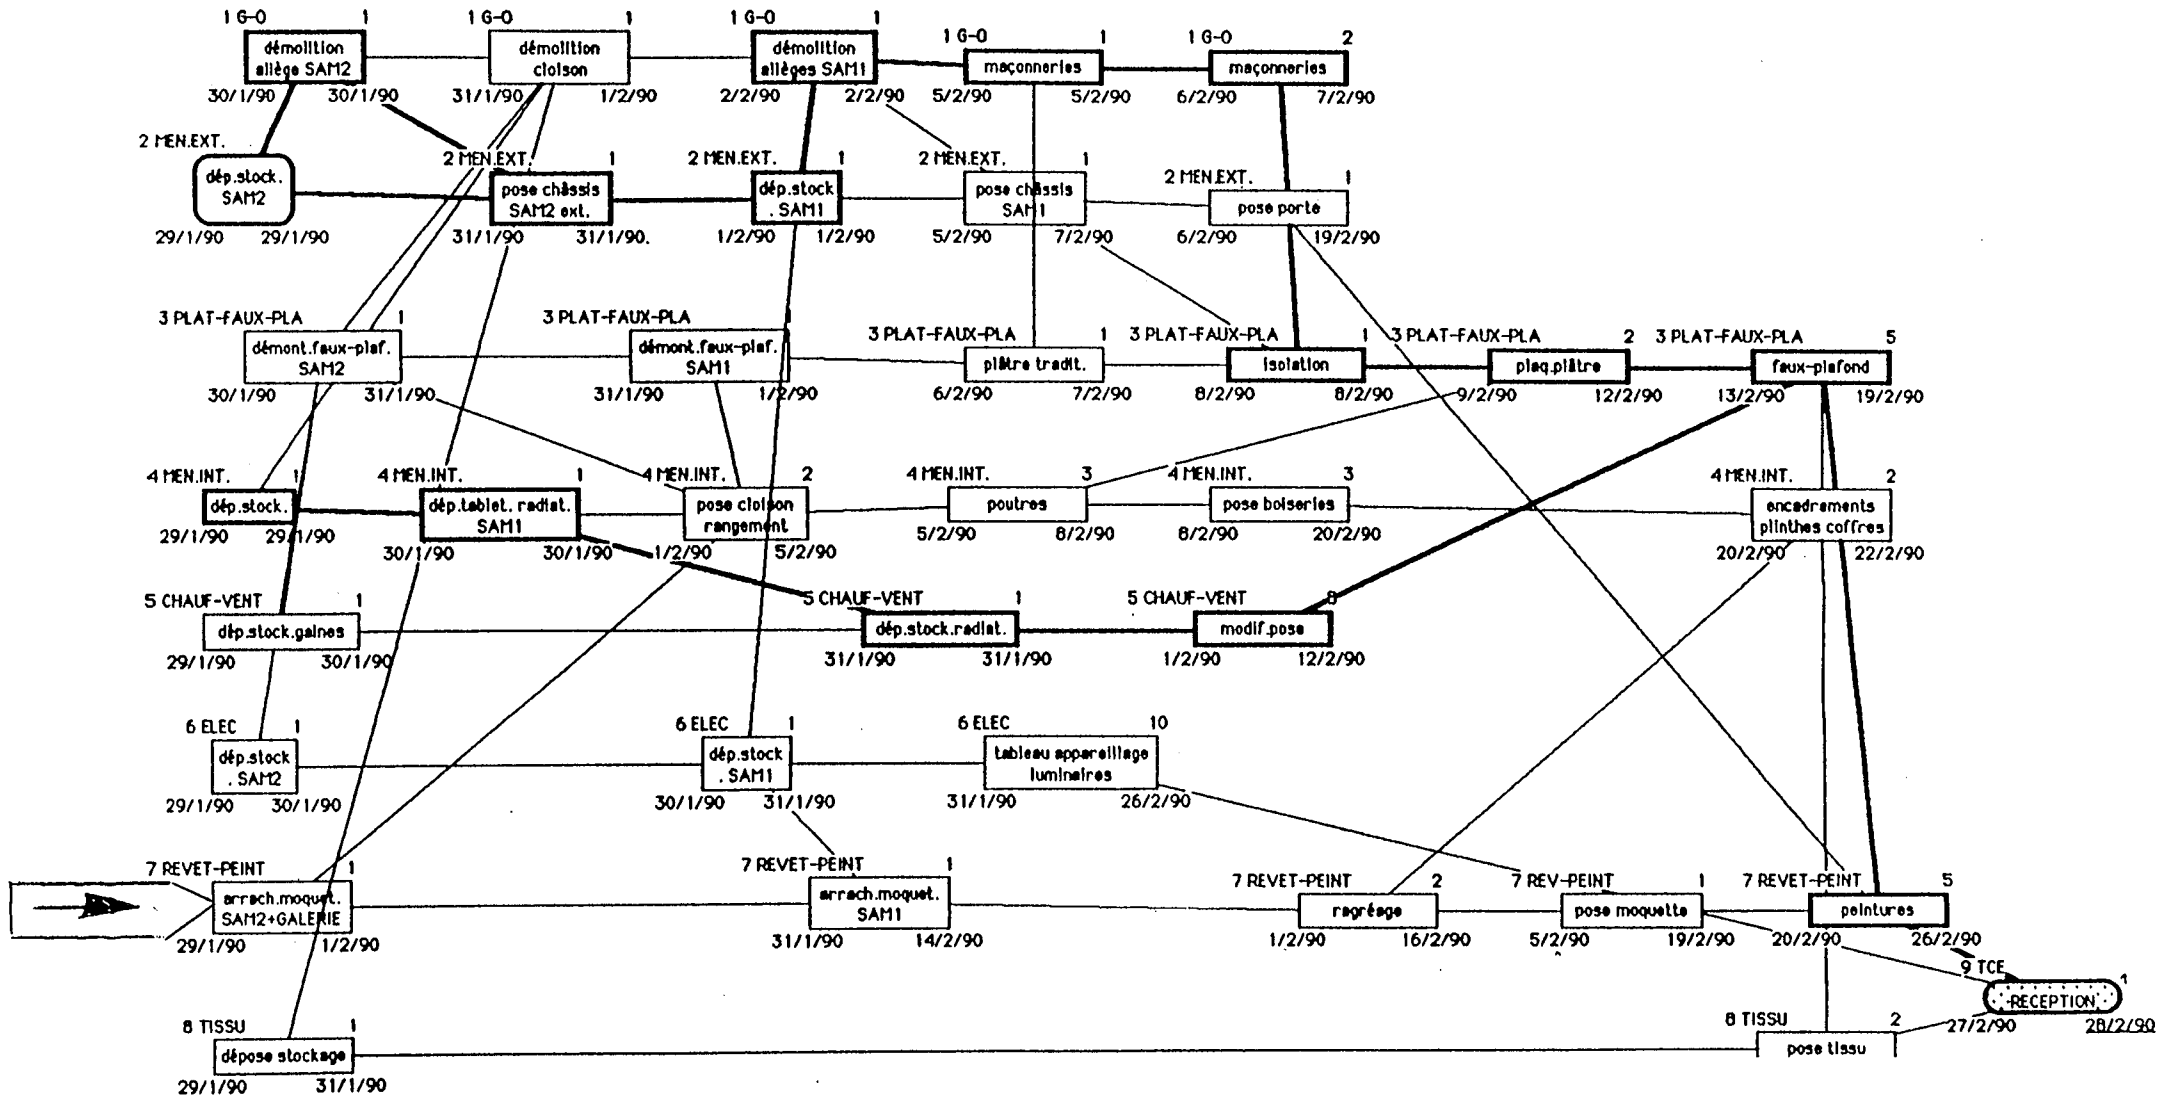 1 G-O 1 1 1 G-O 1
démolition
allège SAM2
démolition
cloison
démolition
allèges SAM1
30/1/90 30/1/90 31/1/90 1/2/90 2/2/90 2/2/90
1 G-O 1 1 G-O 2
maçonneries maçonneries
5/2/90 5/2/90 6/2/90 7/2/90
2 MEN.EXT.
dép.stock.
SAM2
29/1/90 29/1/90
2 MEN.EXT. 1
pose châssis
SAM2 ext.
31/1/90 31/1/90.
2 MEN.EXT. 1
dép.stock
. SAM1
1/2/90 1/2/90
2 MEN.EXT. 1
pose châssis
SAM1
5/2/90 7/2/90
2 MEN.EXT. 1
pose porte
6/2/90 19/2/90
3 PLAT-FAUX-PLA 1
démont.faux-plaf.
SAM2
30/1/90 31/1/90
3 PLAT-FAUX-PLA
démont.faux-plaf.
SAM1
31/1/90 1/2/90
3 PLAT-FAUX-PLA 1
plâtre tradit.
6/2/90 7/2/90
3 PLAT-FAUX-PLA 1
isolation
8/2/90 8/2/90
3 PLAT-FAUX-PLA 2
plaq.plâtre
9/2/90 12/2/90
3 PLAT-FAUX-PLA 5
faux-plafond
13/2/90 19/2/90
4 MEN.INT. 1
dép.stock.
29/1/90 29/1/90
4 MEN.INT. 1
dép.tablet. radiat.
SAM1
30/1/90 30/1/90
4 MEN.INT. 2
pose cloison
rangement
1/2/90 5/2/90
4 MEN.INT. 3
poutres
5/2/90 8/2/90
4 MEN.INT. 3
pose boiseries
8/2/90 20/2/90
4 MEN.INT. 2
encadrements
plinthes coffres
20/2/90 22/2/90
5 CHAUF-VENT 1
dép.stock.gaines
29/1/90 30/1/90
5 CHAUF-VENT 1
dép.stock.radiat.
31/1/90 31/1/90
5 CHAUF-VENT 8
modif.pose
1/2/90 12/2/90
6 ELEC 1
dép.stock
. SAM2
29/1/90 30/1/90
6 ELEC 1
dép.stock
. SAM1
30/1/90 31/1/90
6 ELEC 10
tableau appareillage
luminaires
31/1/90 26/2/90
7 REVET-PEINT 1
arrach.moquet.
SAM2+GALERIE
29/1/90 1/2/90
7 REVET-PEINT 1
arrach.moquet.
SAM1
31/1/90 14/2/90
7 REVET-PEINT 2
ragréage
1/2/90 16/2/90
7 REV-PEINT 1
pose moquette
5/2/90 19/2/90
7 REVET-PEINT 5
peintures
20/2/90 26/2/90
9 TCE 1
RECEPTION
27/2/90 28/2/90
8 TISSU 1
dépose stockage
29/1/90 31/1/90
8 TISSU 2
pose tissu